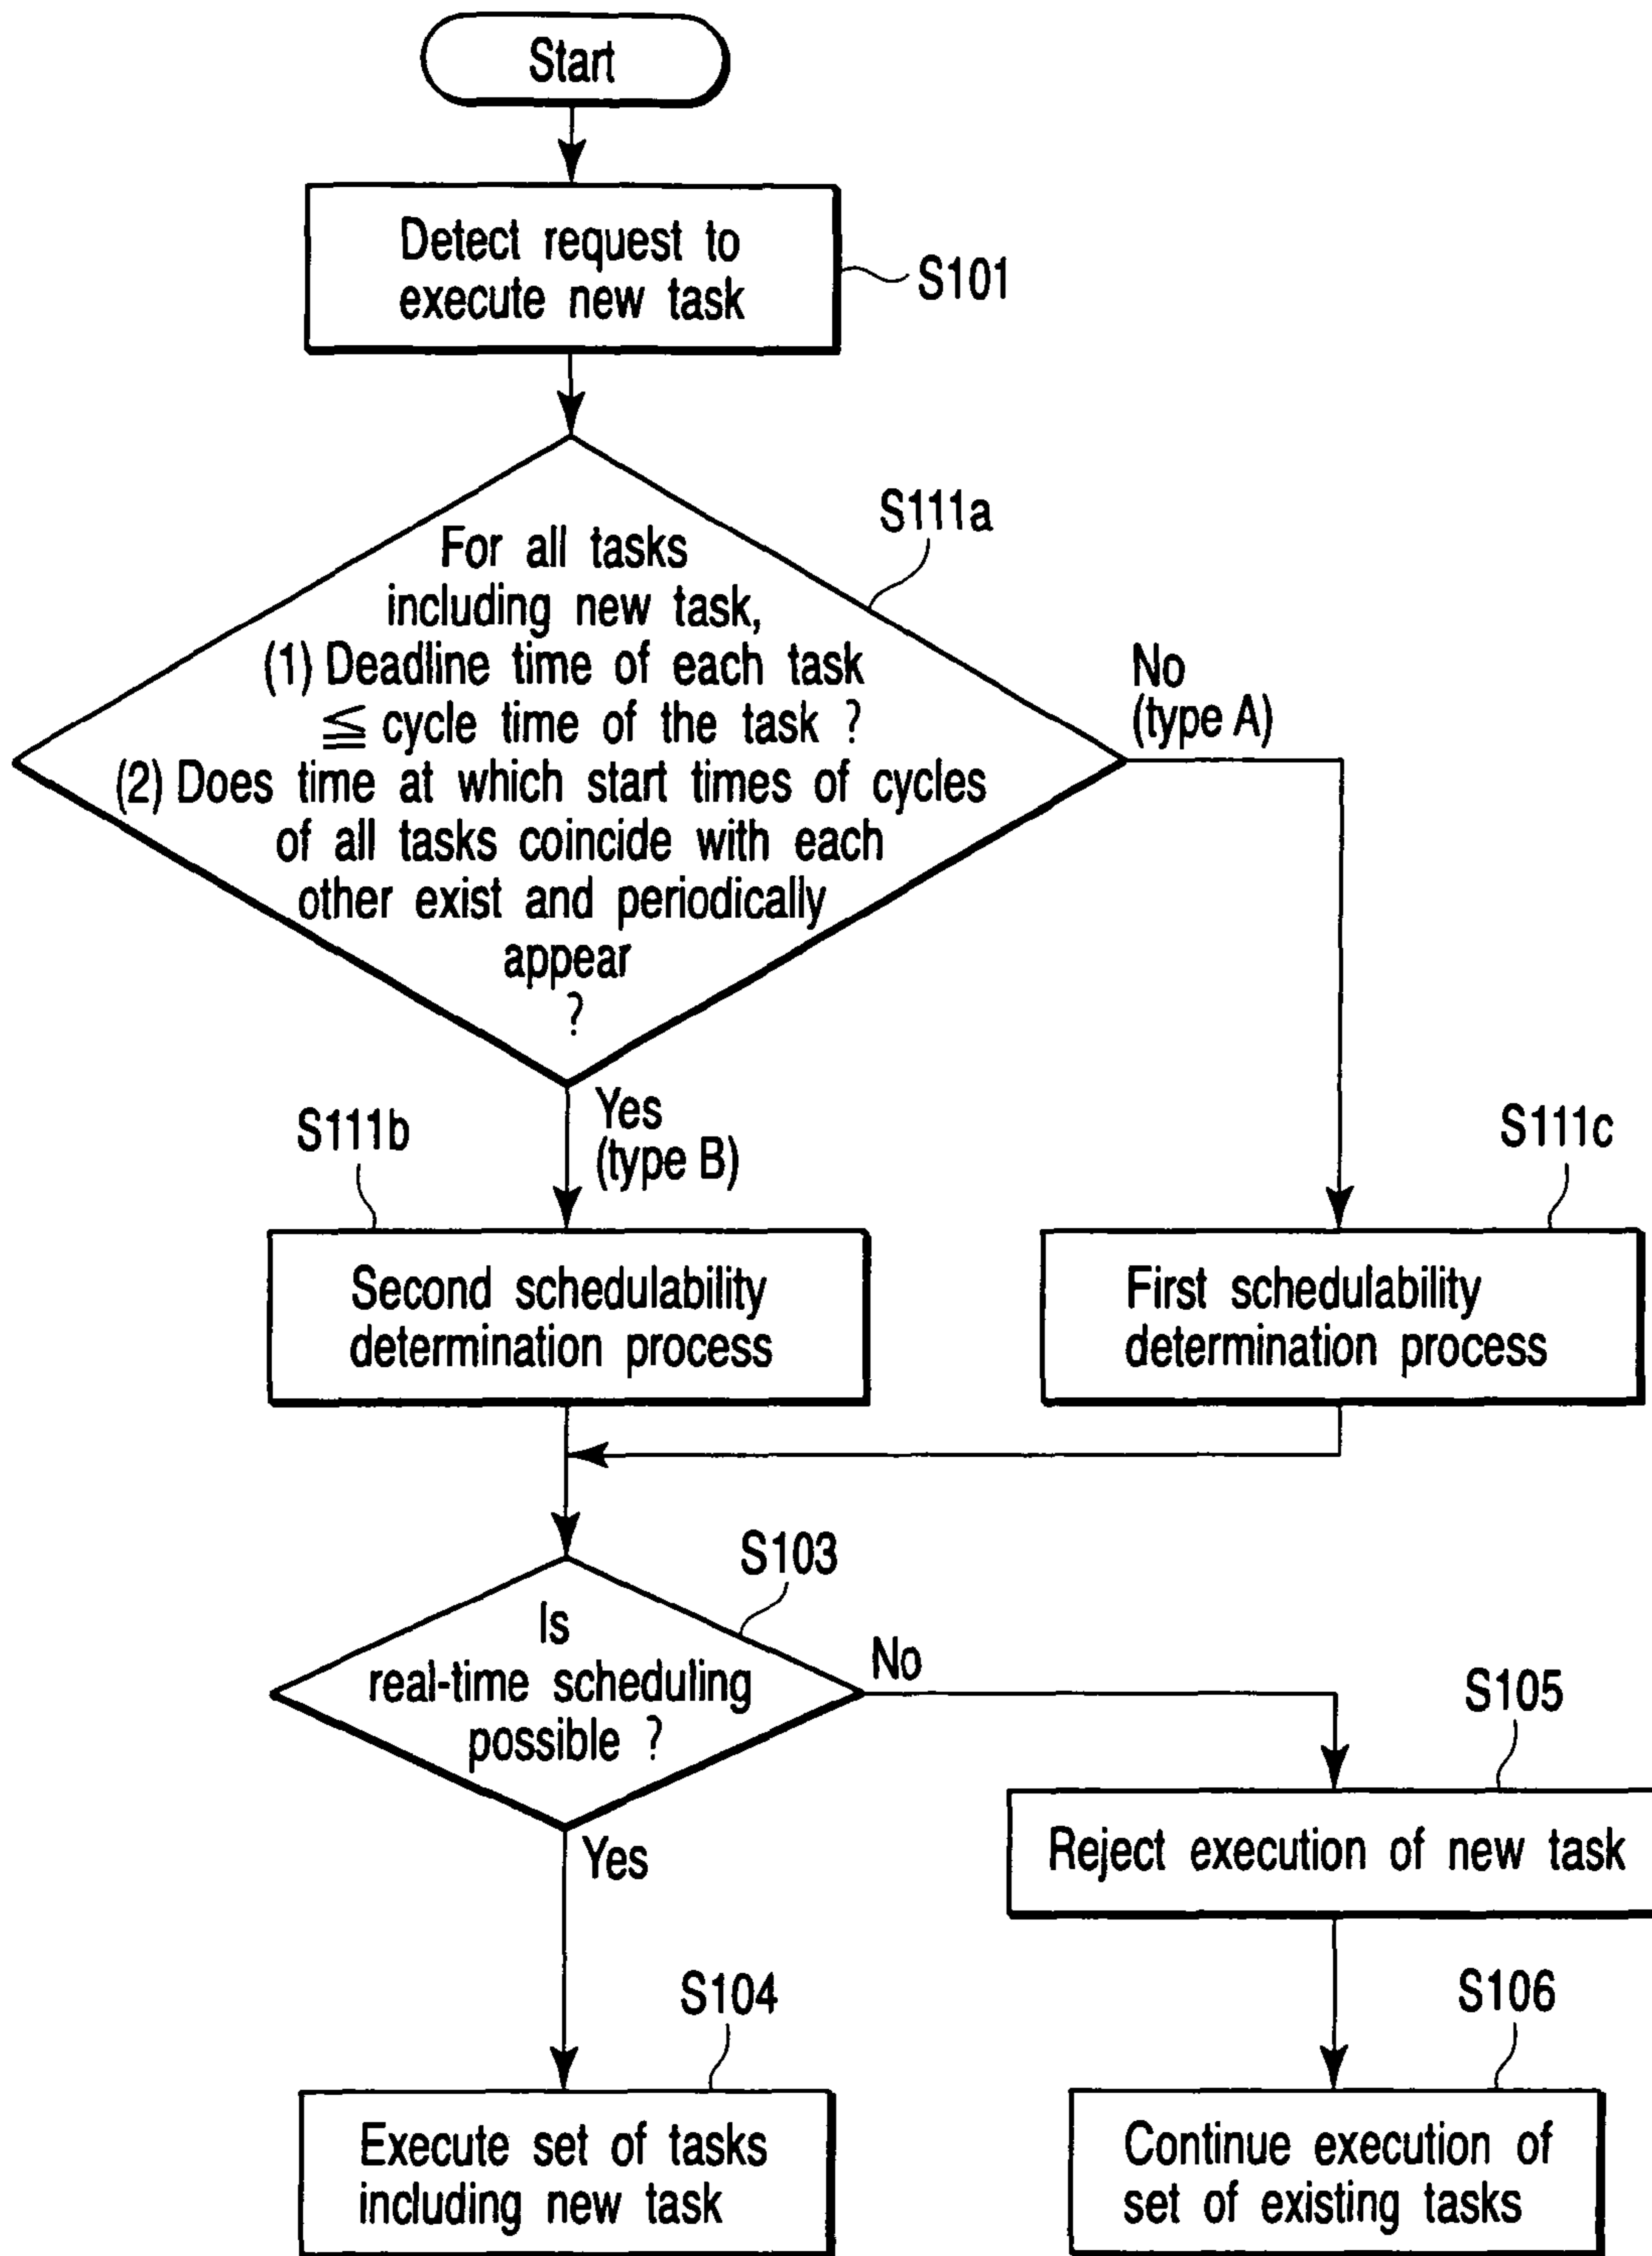 Start
Detect request to
execute new task
S101
S111a
For all tasks
including new task,
(1) Deadline time of each task
≦ cycle time of the task ?
(2) Does time at which start times of cycles
of all tasks coincide with each
other exist and periodically
appear
?
No
(type A)
Yes
(type B)
S111b
S111c
Second schedulability
determination process
First schedulability
determination process
S103
Is
real-time scheduling
possible ?
No
Yes
S105
Reject execution of new task
S104
S106
Execute set of tasks
including new task
Continue execution of
set of existing tasks